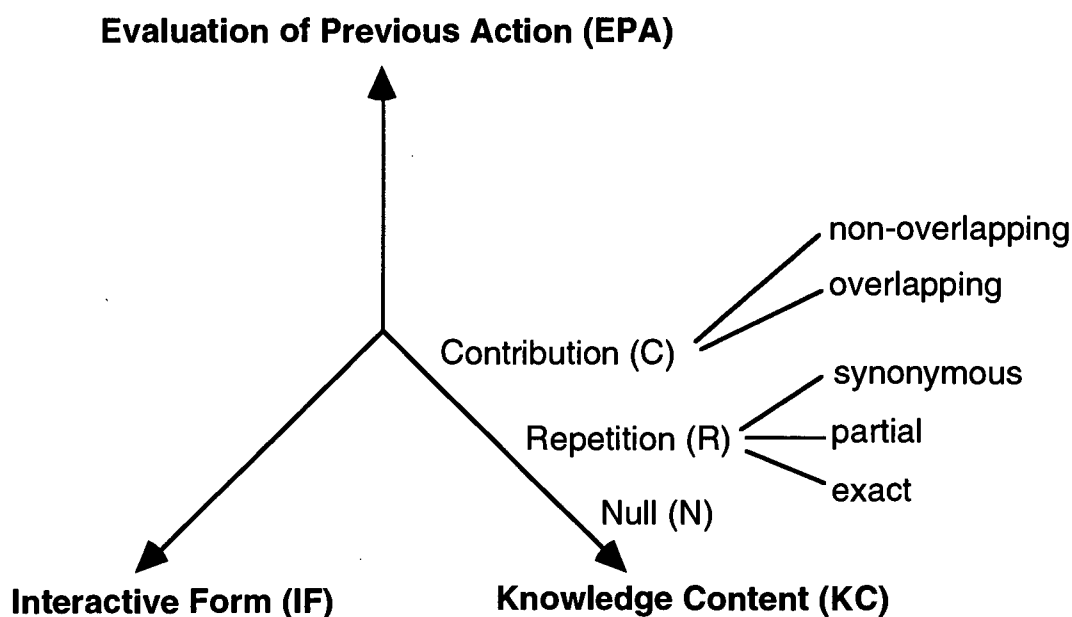 Evaluation of Previous Action (EPA)
non-overlapping
overlapping
Contribution (C)
synonymous
Repetition (R)
partial
exact
Null (N)
Interactive Form (IF)
Knowledge Content (KC)